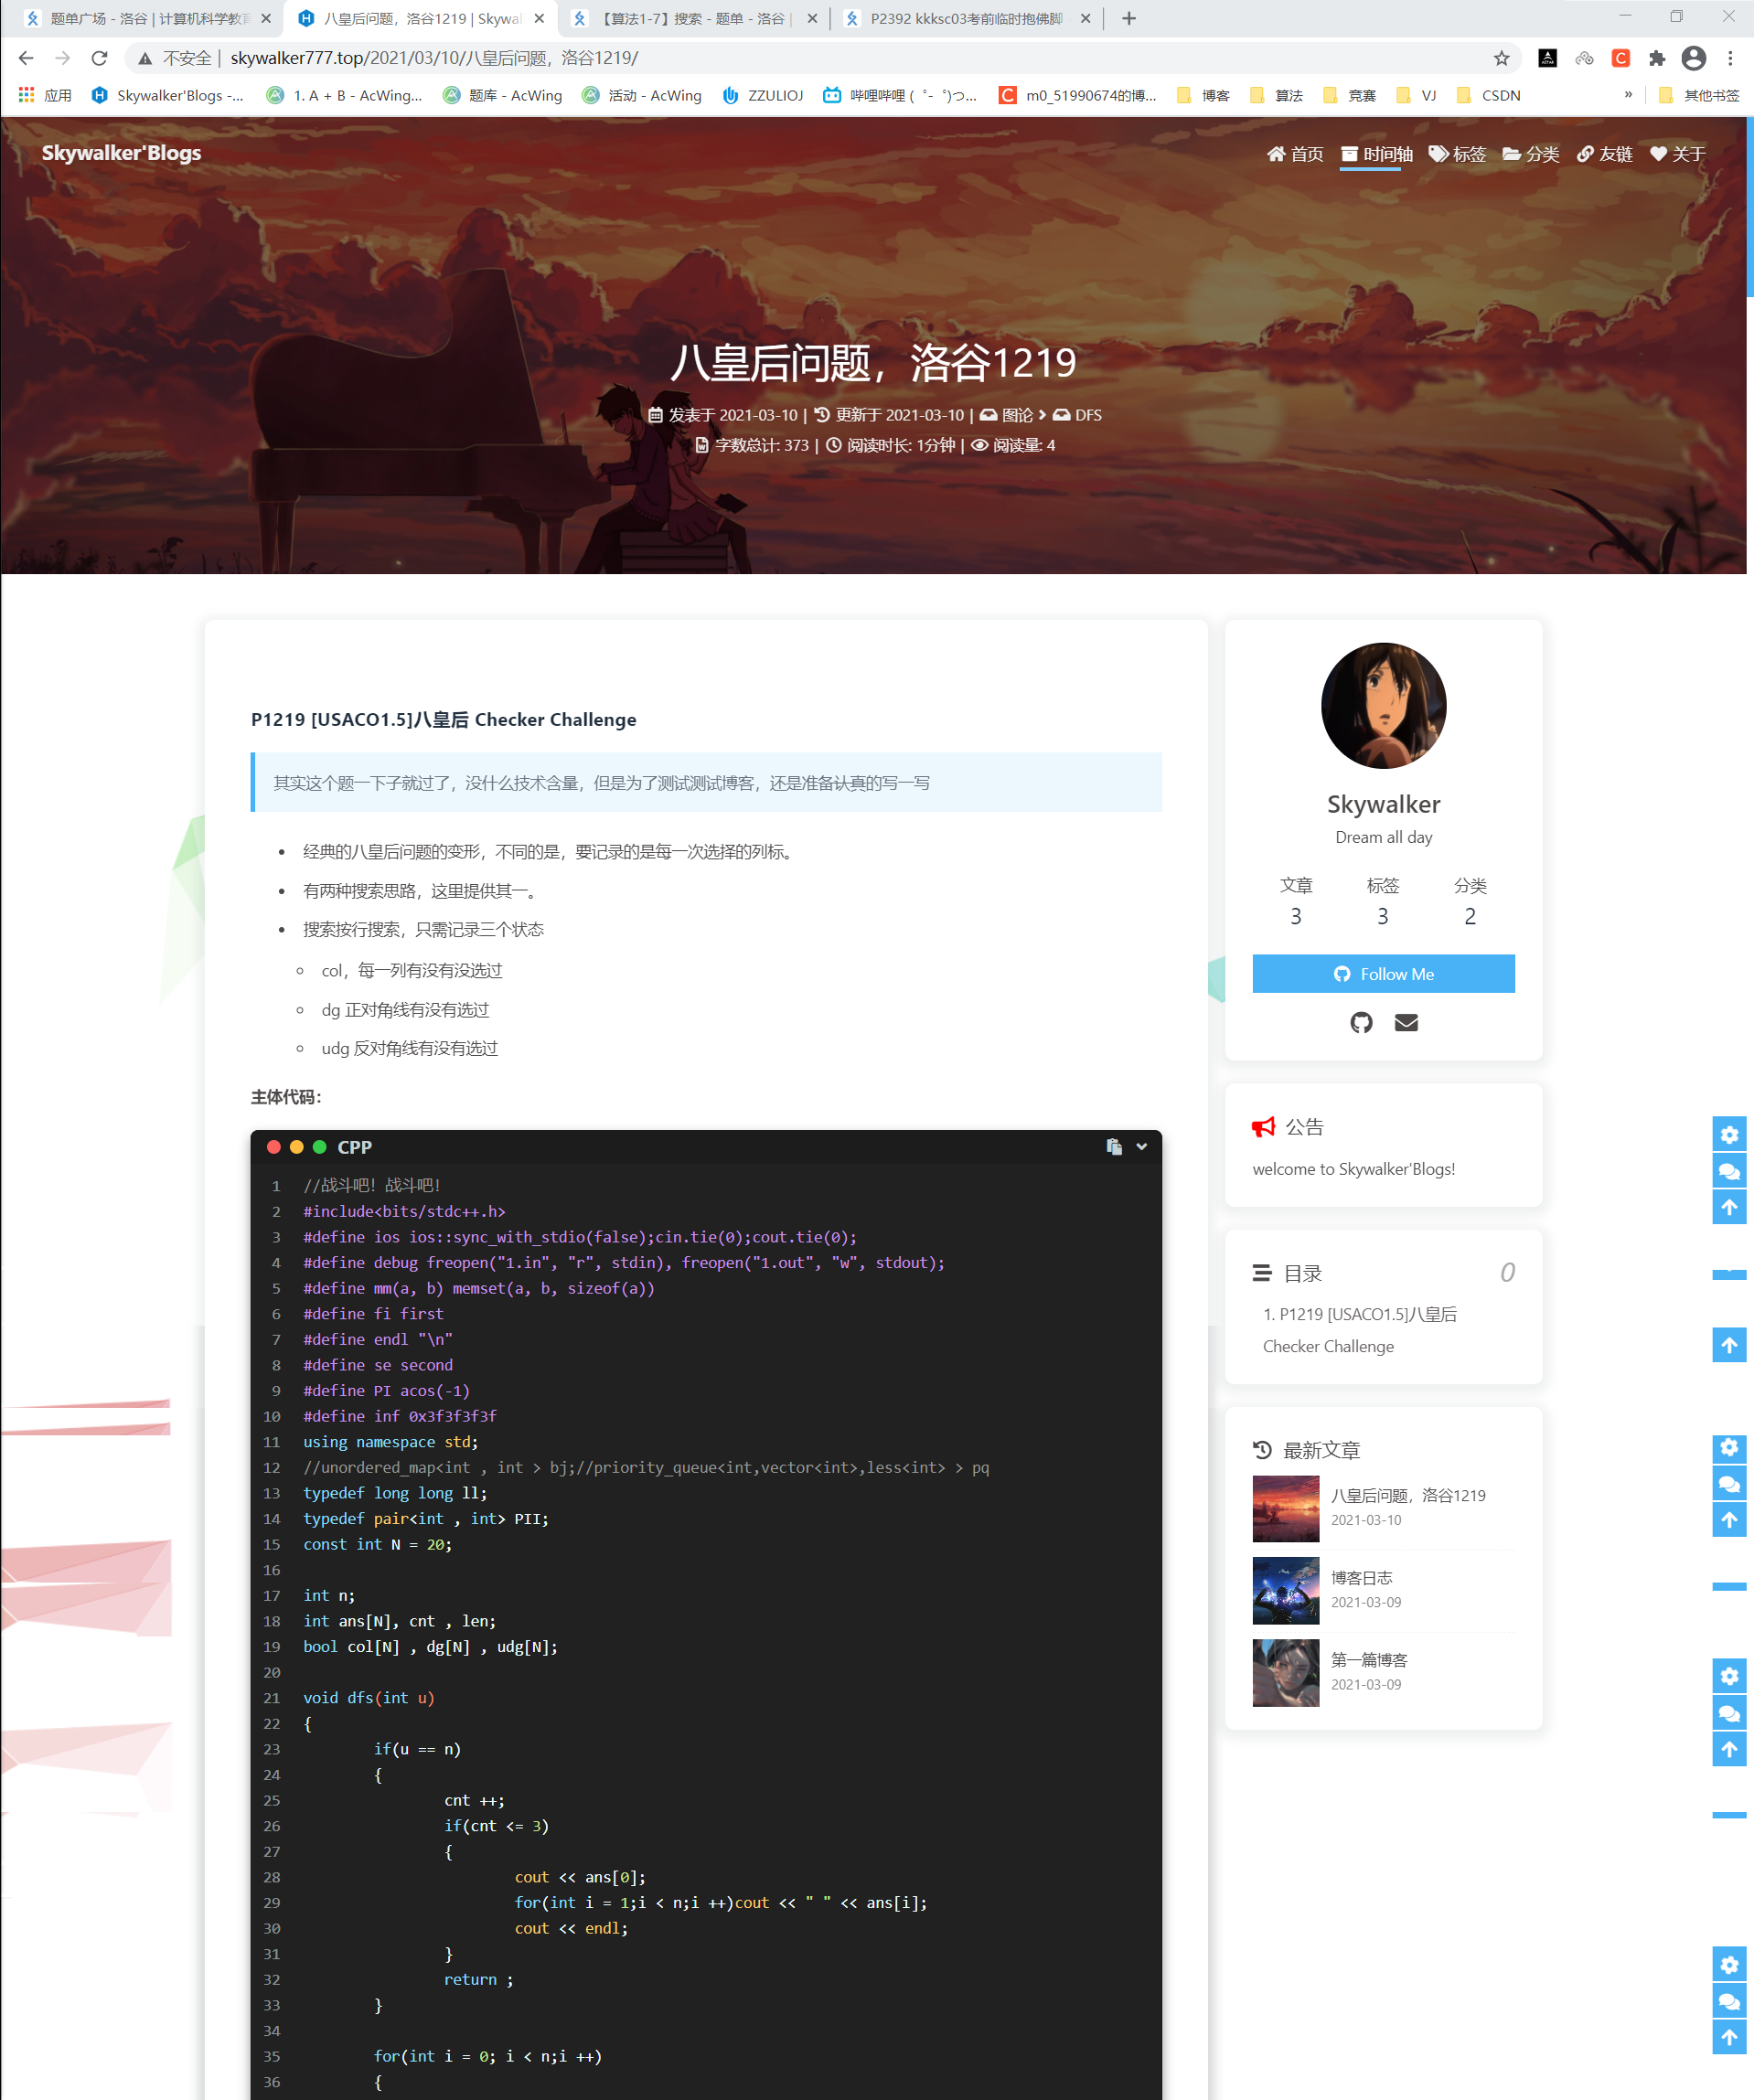 题单广场 - 洛谷 | 计算机科学教育
八皇后问题，洛谷1219 | Skywal
【算法1-7】搜索 - 题单 - 洛谷 |
P2392 kkksc03考前临时抱佛脚
不安全 | skywalker777.top/2021/03/10/八皇后问题，洛谷1219/
应用 Skywalker'Blogs -... 1. A + B - AcWing... 题库 - AcWing 活动 - AcWing ZZULIOJ 哔哩哔哩 ( ゜- ゜)つ... m0_51990674的博... 博客 算法 竞赛 VJ CSDN » 其他书签
Skywalker'Blogs
首页 时间轴 标签 分类 友链 关于
八皇后问题，洛谷1219
发表于 2021-03-10 | 更新于 2021-03-10 | 图论 > DFS
字数总计: 373 | 阅读时长: 1分钟 | 阅读量: 4
P1219 [USACO1.5]八皇后 Checker Challenge
其实这个题一下子就过了，没什么技术含量，但是为了测试测试博客，还是准备认真的写一写
• 经典的八皇后问题的变形，不同的是，要记录的是每一次选择的列标。
• 有两种搜索思路，这里提供其一。
• 搜索按行搜索，只需记录三个状态
◦ col，每一列有没有没选过
◦ dg 正对角线有没有选过
◦ udg 反对角线有没有选过
主体代码：
CPP
1 //战斗吧！战斗吧！
2 #include<bits/stdc++.h>
3 #define ios ios::sync_with_stdio(false);cin.tie(0);cout.tie(0);
4 #define debug freopen("1.in", "r", stdin), freopen("1.out", "w", stdout);
5 #define mm(a, b) memset(a, b, sizeof(a))
6 #define fi first
7 #define endl "\n"
8 #define se second
9 #define PI acos(-1)
10 #define inf 0x3f3f3f3f
11 using namespace std;
12 //unordered_map<int , int > bj;//priority_queue<int,vector<int>,less<int> > pq
13 typedef long long ll;
14 typedef pair<int , int> PII;
15 const int N = 20;
16
17 int n;
18 int ans[N], cnt , len;
19 bool col[N] , dg[N] , udg[N];
20
21 void dfs(int u)
22 {
23 if(u == n)
24 {
25 cnt ++;
26 if(cnt <= 3)
27 {
28 cout << ans[0];
29 for(int i = 1;i < n;i ++)cout << " " << ans[i];
30 cout << endl;
31 }
32 return ;
33 }
34
35 for(int i = 0; i < n;i ++)
36 {
Skywalker
Dream all day
文章 标签 分类
3 3 2
Follow Me
公告
welcome to Skywalker'Blogs!
目录 0
1. P1219 [USACO1.5]八皇后
Checker Challenge
最新文章
八皇后问题，洛谷1219
2021-03-10
博客日志
2021-03-09
第一篇博客
2021-03-09